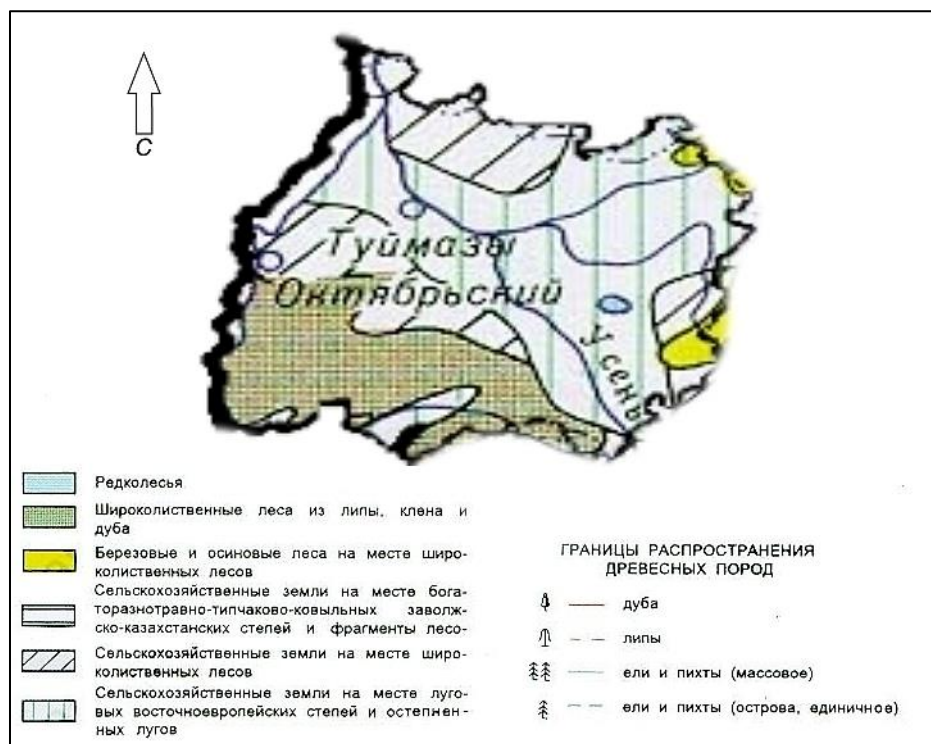 С
Туймазы
Октябрьский
Усень
Редколесья
Широколиственные леса из липы, клена и
дуба
Березовые и осиновые леса на месте широ-
колиственных лесов
Сельскохозяйственные земли на месте бога-
торазнотравно-типчаково-ковыльных заволж-
ско-казахстанских степей и фрагменты лесо-
Сельскохозяйственные земли на месте широ-
колиственных лесов
Сельскохозяйственные земли на месте луго-
вых восточноевропейских степей и остепнен-
ных лугов
ГРАНИЦЫ РАСПРОСТРАНЕНИЯ
ДРЕВЕСНЫХ ПОРОД
дуба
липы
ели и пихты (массовое)
ели и пихты (острова, единичное)